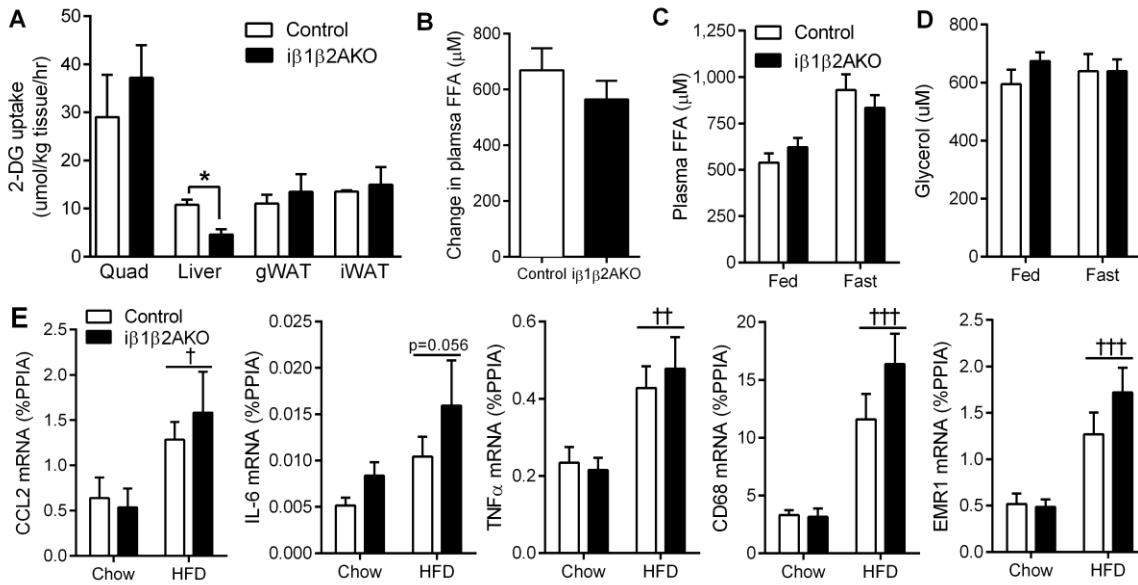 A
2-DG uptake
(umol/kg tissue/hr)
50
40
30
20
10
0
Control
iβ1β2AKO
*
Quad Liver gWAT iWAT
B
Change in plamsa FFA (μM)
1000
800
600
400
200
0
Control iβ1β2AKO
C
Plasma FFA (μM)
1,250
1,000
750
500
250
0
Control
iβ1β2AKO
Fed Fast
D
Glycerol (uM)
800
600
400
200
0
Fed Fast
E
CCL2 mRNA (%PPIA)
2.5
2.0
1.5
1.0
0.5
0.0
Control
iβ1β2AKO
†
Chow HFD
IL-6 mRNA (%PPIA)
0.025
0.020
0.015
0.010
0.005
0.000
p=0.056
Chow HFD
TNFα mRNA (%PPIA)
0.6
0.4
0.2
0.0
††
Chow HFD
CD68 mRNA (%PPIA)
20
15
10
5
0
†††
Chow HFD
EMR1 mRNA (%PPIA)
2.5
2.0
1.5
1.0
0.5
0.0
†††
Chow HFD